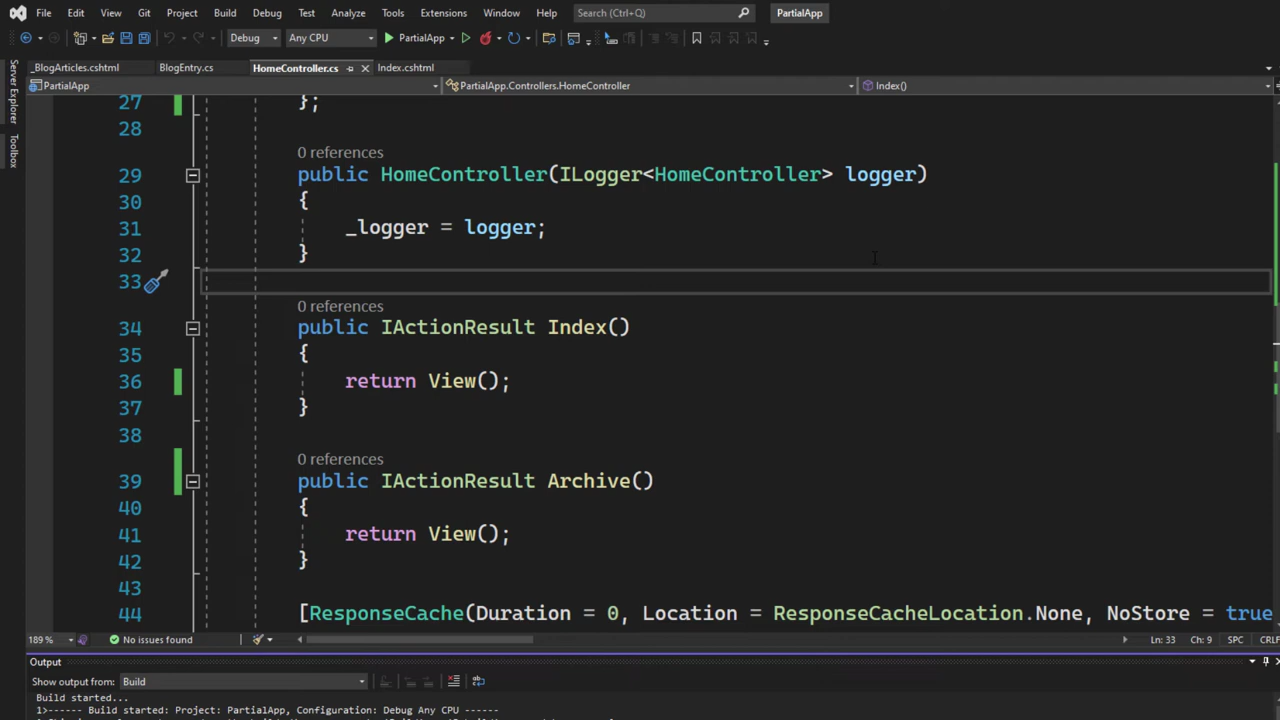 File Edit View Git Project Build Debug Test Analyze Tools Extensions Window Help Search (Ctrl+Q) PartialApp
Debug Any CPU PartialApp
_BlogArticles.cshtml BlogEntry.cs HomeController.cs Index.cshtml
PartialApp PartialApp.Controllers.HomeController Index()
Server Explorer
Toolbox
27 };
28
0 references
29 public HomeController(ILogger<HomeController> logger)
30 {
31 _logger = logger;
32 }
33
0 references
34 public IActionResult Index()
35 {
36 return View();
37 }
38
0 references
39 public IActionResult Archive()
40 {
41 return View();
42 }
43
44 [ResponseCache(Duration = 0, Location = ResponseCacheLocation.None, NoStore = true
189 % No issues found Ln: 33 Ch: 9 SPC CRLF
Output
Show output from: Build
Build started...
1>------ Build started: Project: PartialApp, Configuration: Debug Any CPU ------